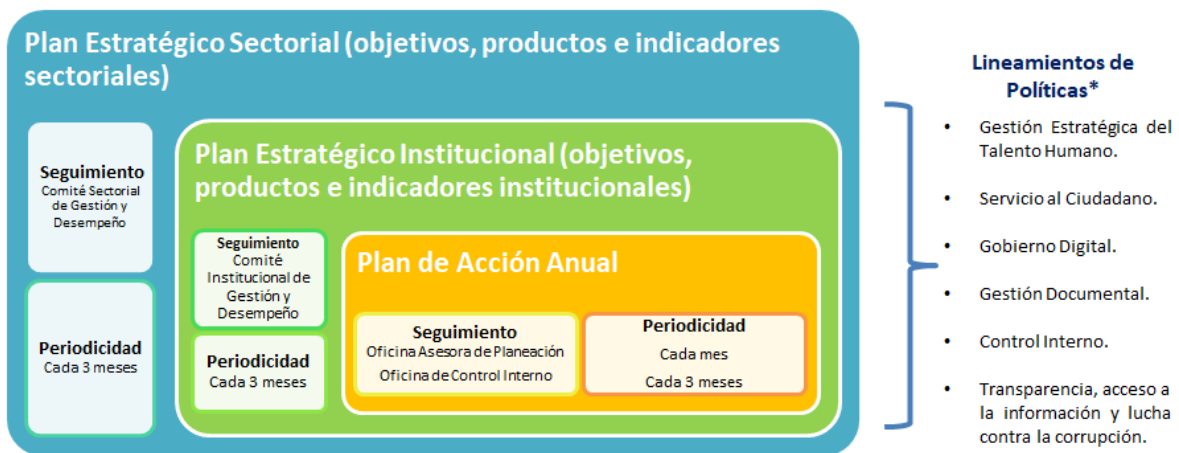 Plan Estratégico Sectorial (objetivos, productos e indicadores
sectoriales)
Seguimiento
Comité Sectorial
de Gestión y
Desempeño
Periodicidad
Cada 3 meses
Plan Estratégico Institucional (objetivos,
productos e indicadores institucionales)
Seguimiento
Comité
Institucional de
Gestión y
Desempeño
Periodicidad
Cada 3 meses
Plan de Acción Anual
Seguimiento
Oficina Asesora de Planeación
Oficina de Control Interno
Periodicidad
Cada mes
Cada 3 meses
Lineamientos de
Políticas*
• Gestión Estratégica del
Talento Humano.
• Servicio al Ciudadano.
• Gobierno Digital.
• Gestión Documental.
• Control Interno.
• Transparencia, acceso a
la información y lucha
contra la corrupción.